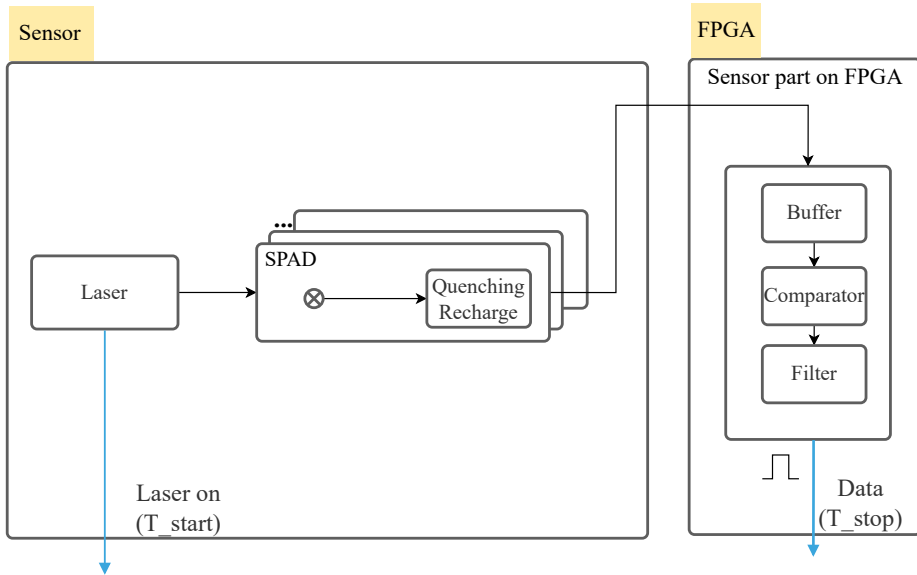 Sensor
FPGA
Sensor part on FPGA
Buffer
...
SPAD
Laser
Quenching
Recharge
Comparator
Filter
Laser on
(T_start)
Data
(T_stop)